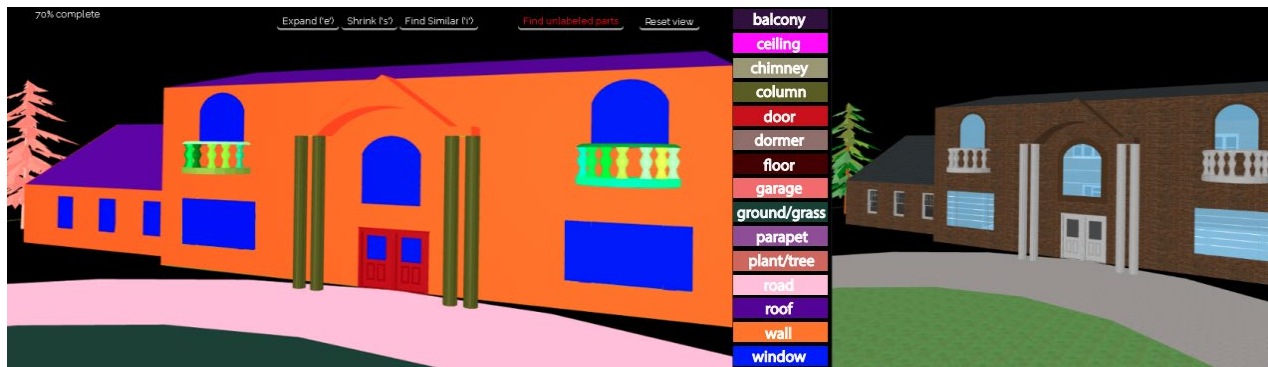 70% complete
Expand ('e') Shrink ('s') Find Similar ('i') Find unlabeled parts Reset view
balcony
ceiling
chimney
column
door
dormer
floor
garage
ground/grass
parapet
plant/tree
road
roof
wall
window